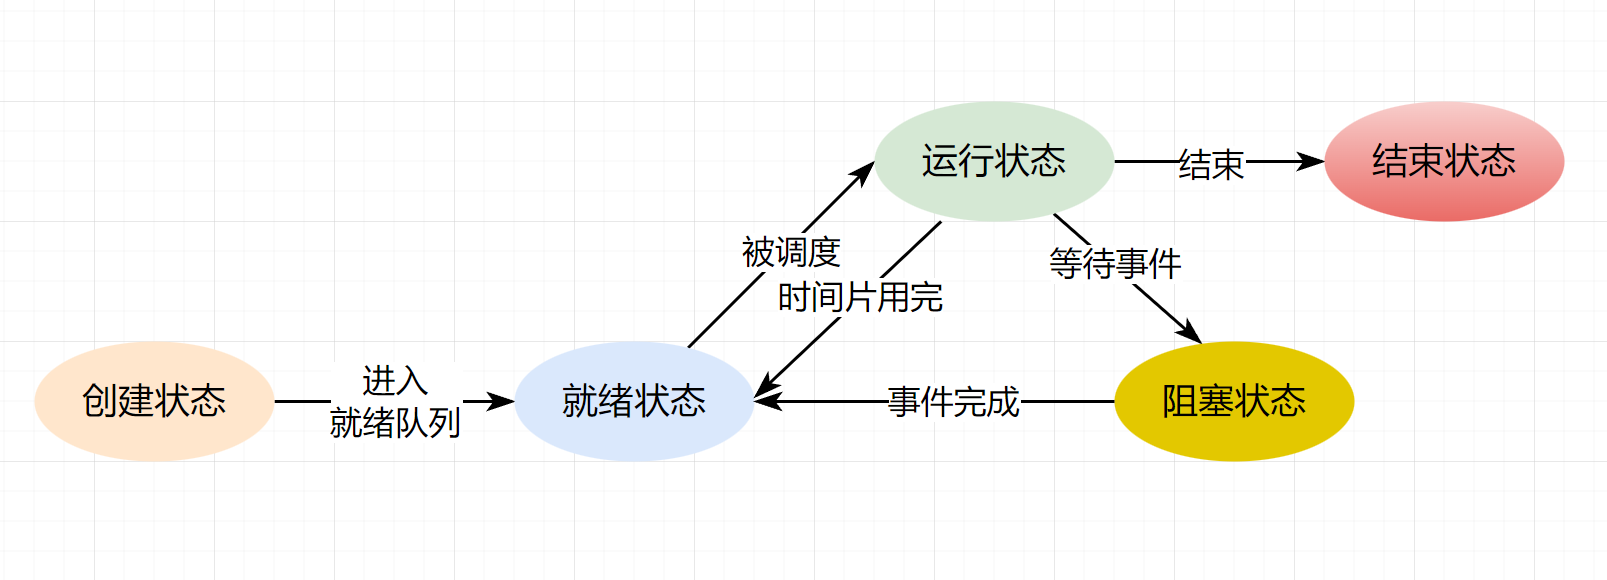 运行状态
结束
结束状态
被调度
等待事件
时间片用完
创建状态
进入
就绪队列
就绪状态
事件完成
阻塞状态